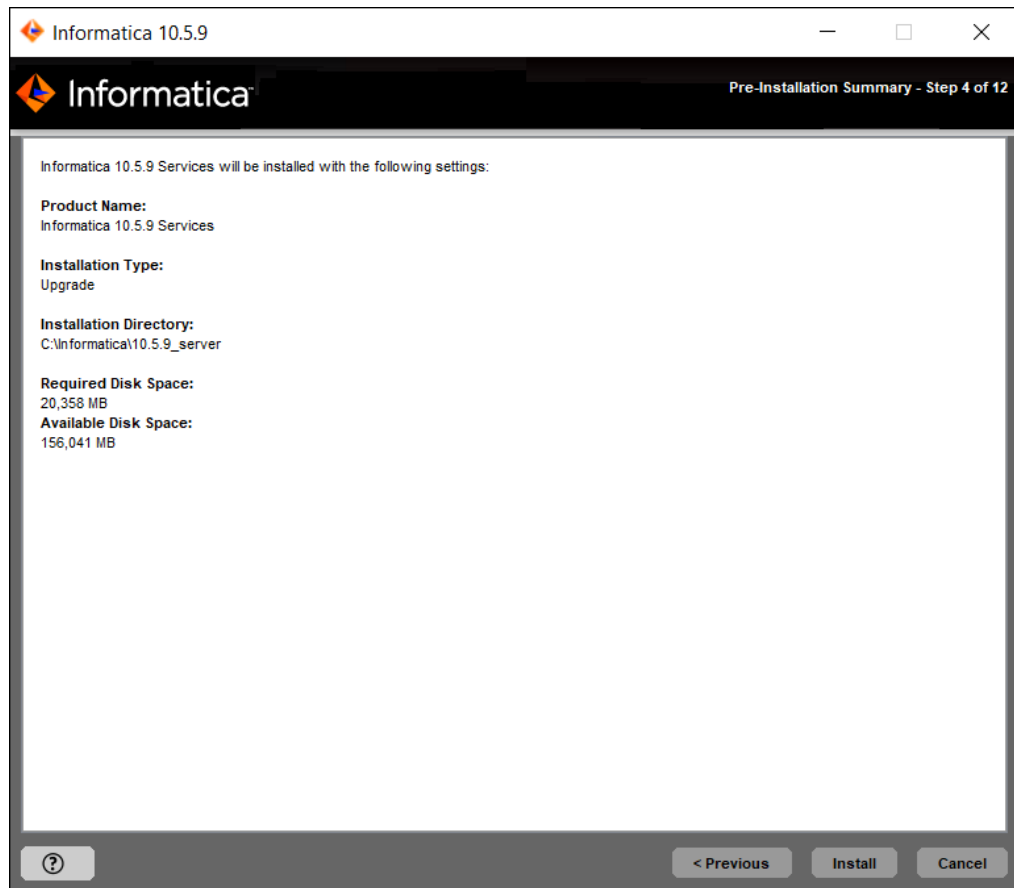 Informatica 10.5.9
Informatica
Pre-Installation Summary - Step 4 of 12
Informatica 10.5.9 Services will be installed with the following settings:
Product Name:
Informatica 10.5.9 Services
Installation Type:
Upgrade
Installation Directory:
C:\Informatica\10.5.9_server
Required Disk Space:
20,358 MB
Available Disk Space:
156,041 MB
?
< Previous
Install
Cancel